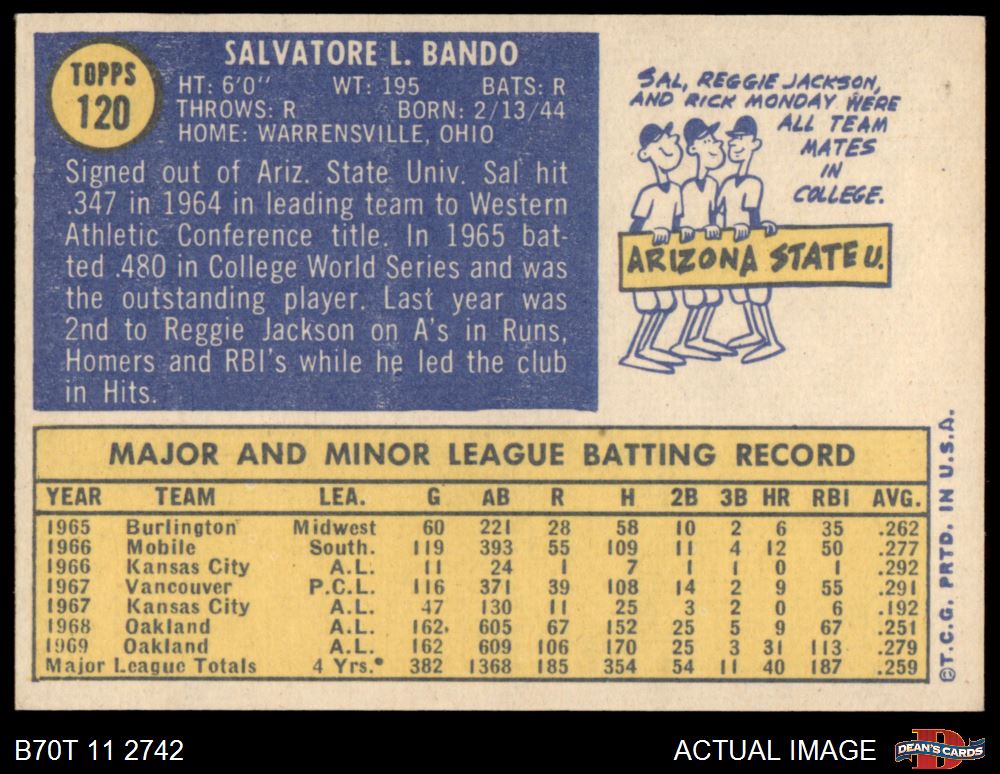 TOPPS
120
SALVATORE L. BANDO
HT: 6'0" WT: 195 BATS: R
THROWS: R BORN: 2/13/44
HOME: WARRENSVILLE, OHIO
Signed out of Ariz. State Univ. Sal hit
.347 in 1964 in leading team to Western
Athletic Conference title. In 1965 bat-
ted .480 in College World Series and was
the outstanding player. Last year was
2nd to Reggie Jackson on A's in Runs,
Homers and RBI's while he led the club
in Hits.
SAL, REGGIE JACKSON,
AND RICK MONDAY WERE
ALL TEAM
MATES
IN
COLLEGE.
ARIZONA STATE U.
MAJOR AND MINOR LEAGUE BATTING RECORD
YEAR TEAM LEA. G AB R H 2B 3B HR RBI AVG.
1965 Burlington Midwest 60 221 28 58 10 2 6 35 .262
1966 Mobile South. 119 393 55 109 11 4 12 50 .277
1966 Kansas City A.L. 11 24 1 7 1 1 0 1 .292
1967 Vancouver P.C.L. 116 371 39 108 14 2 9 55 .291
1967 Kansas City A.L. 47 130 11 25 3 2 0 6 .192
1968 Oakland A.L. 162 605 67 152 25 5 9 67 .251
1969 Oakland A.L. 162 609 106 170 25 3 31 113 .279
Major League Totals 4 Yrs. 382 1368 185 354 54 11 40 187 .259
©T.C.G. PRTD. IN U.S.A.
B70T 11 2742
ACTUAL IMAGE
D
DEAN'S CARDS